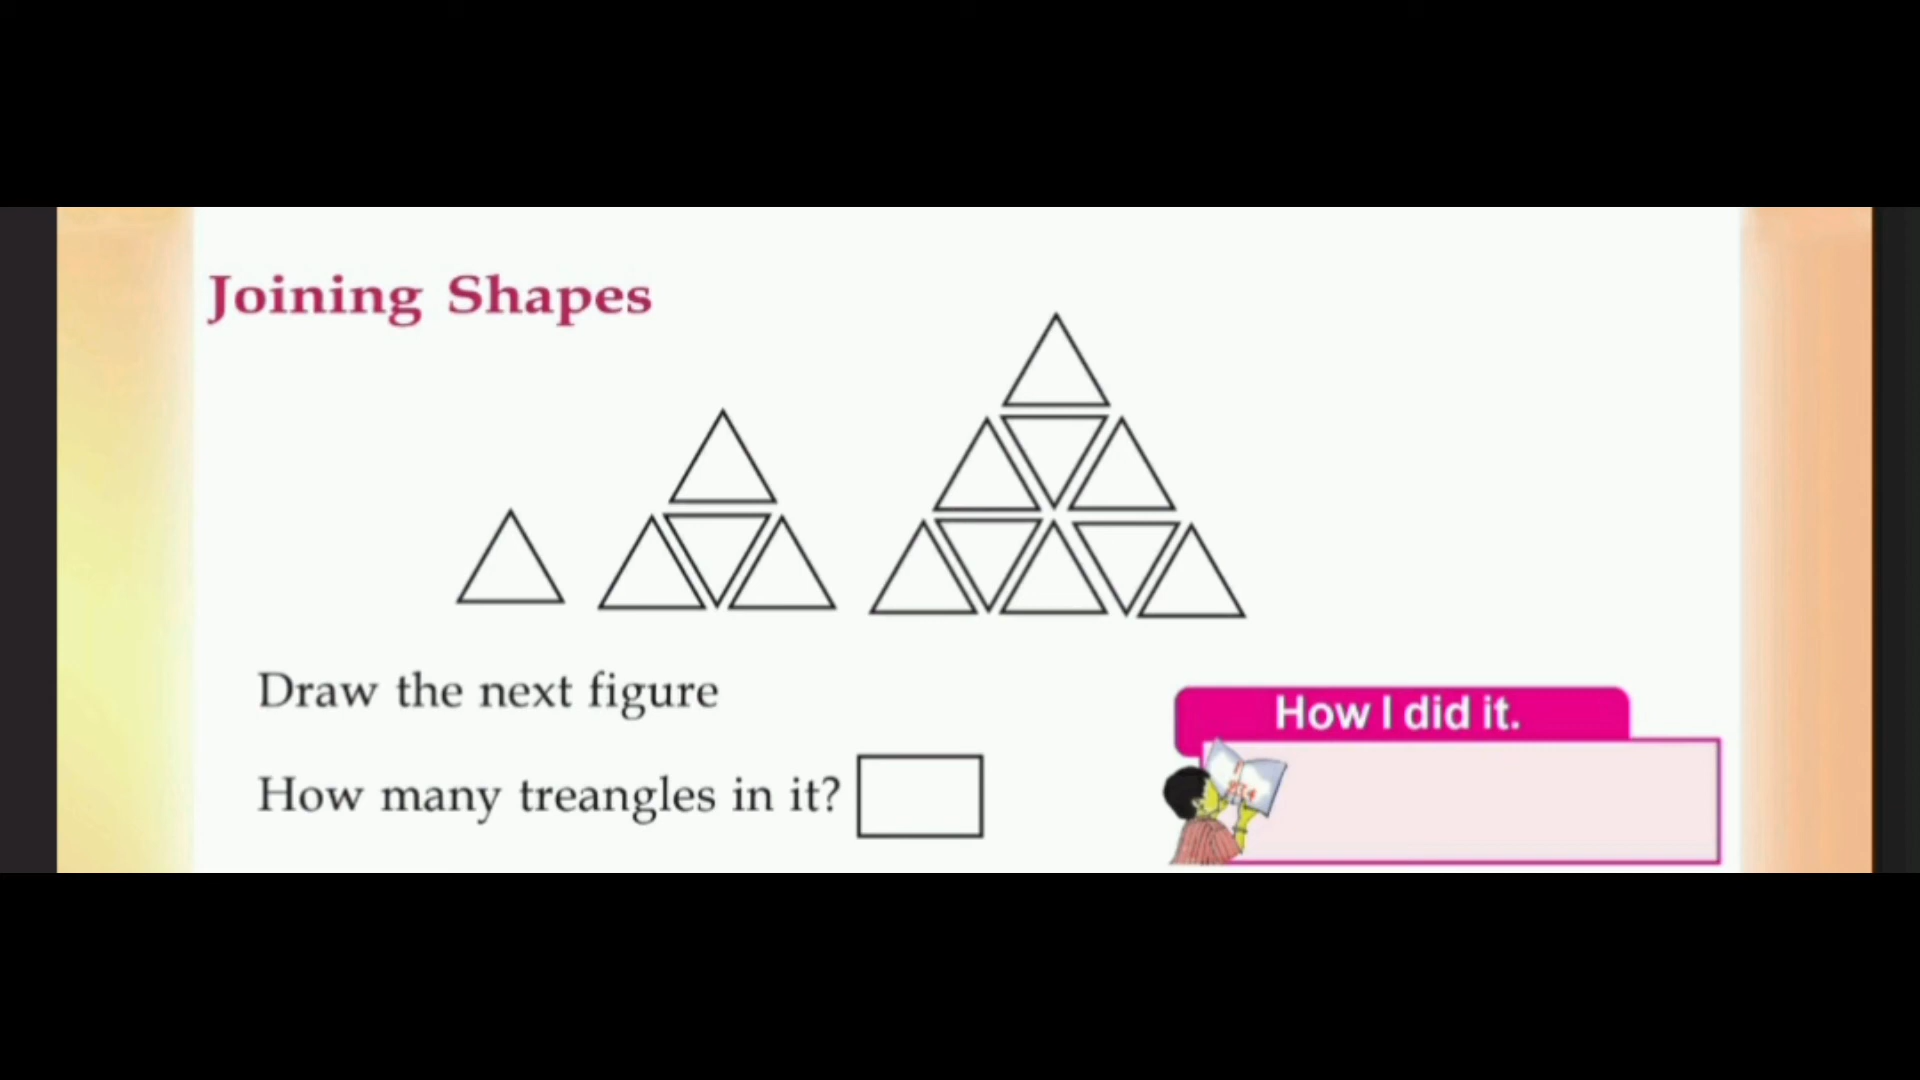 Joining Shapes
Draw the next figure
How many treangles in it?
How I did it.